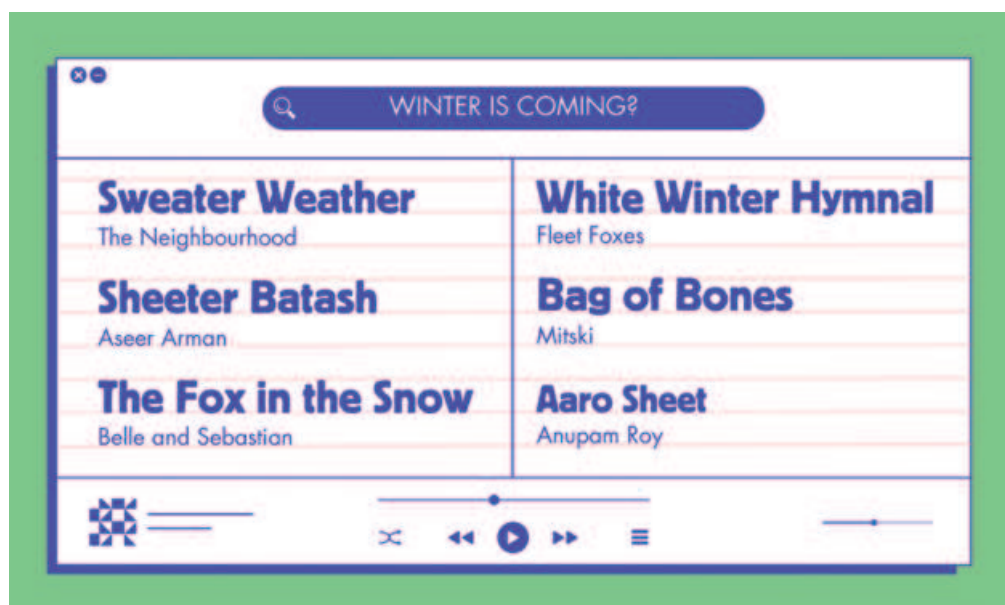 WINTER IS COMING?
Sweater Weather
The Neighbourhood
Sheeter Batash
Aseer Arman
The Fox in the Snow
Belle and Sebastian
White Winter Hymnal
Fleet Foxes
Bag of Bones
Mitski
Aaro Sheet
Anupam Roy